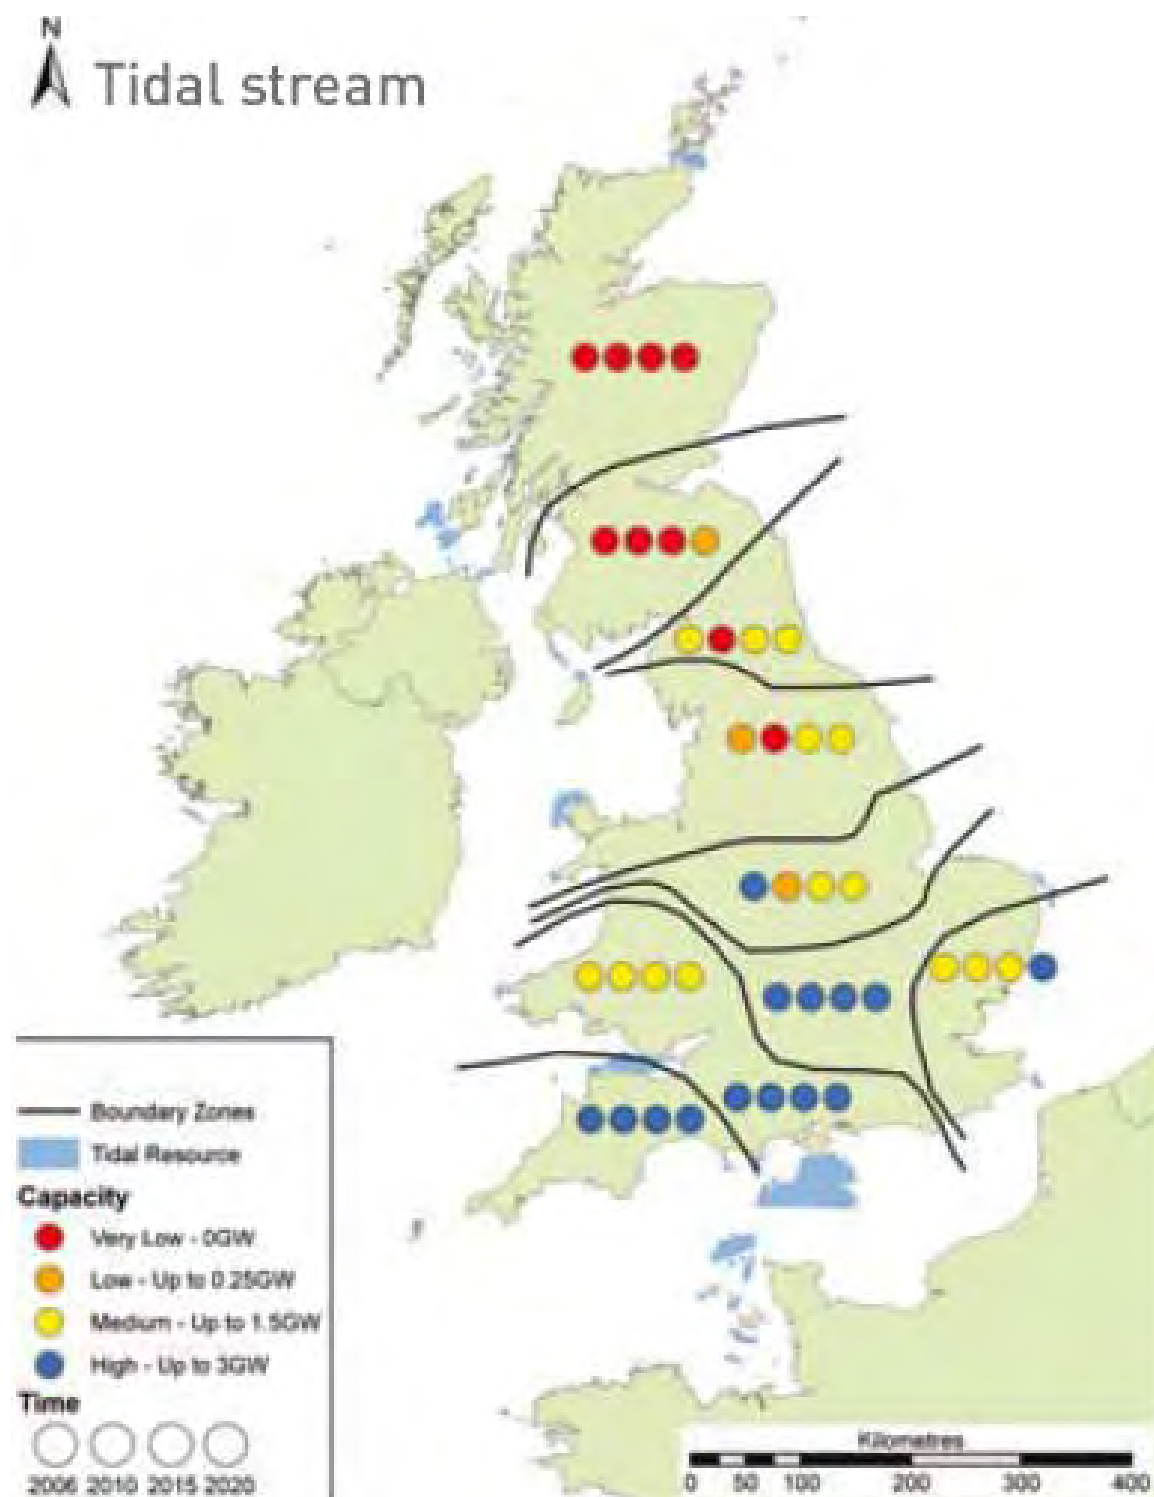 N
Tidal stream
Boundary Zones
Tidal Resource
Capacity
Very Low - 0GW
Low - Up to 0.25GW
Medium - Up to 1.5GW
High - Up to 3GW
Time
2006 2010 2015 2020
Kilometres
0 50 100 200 300 400